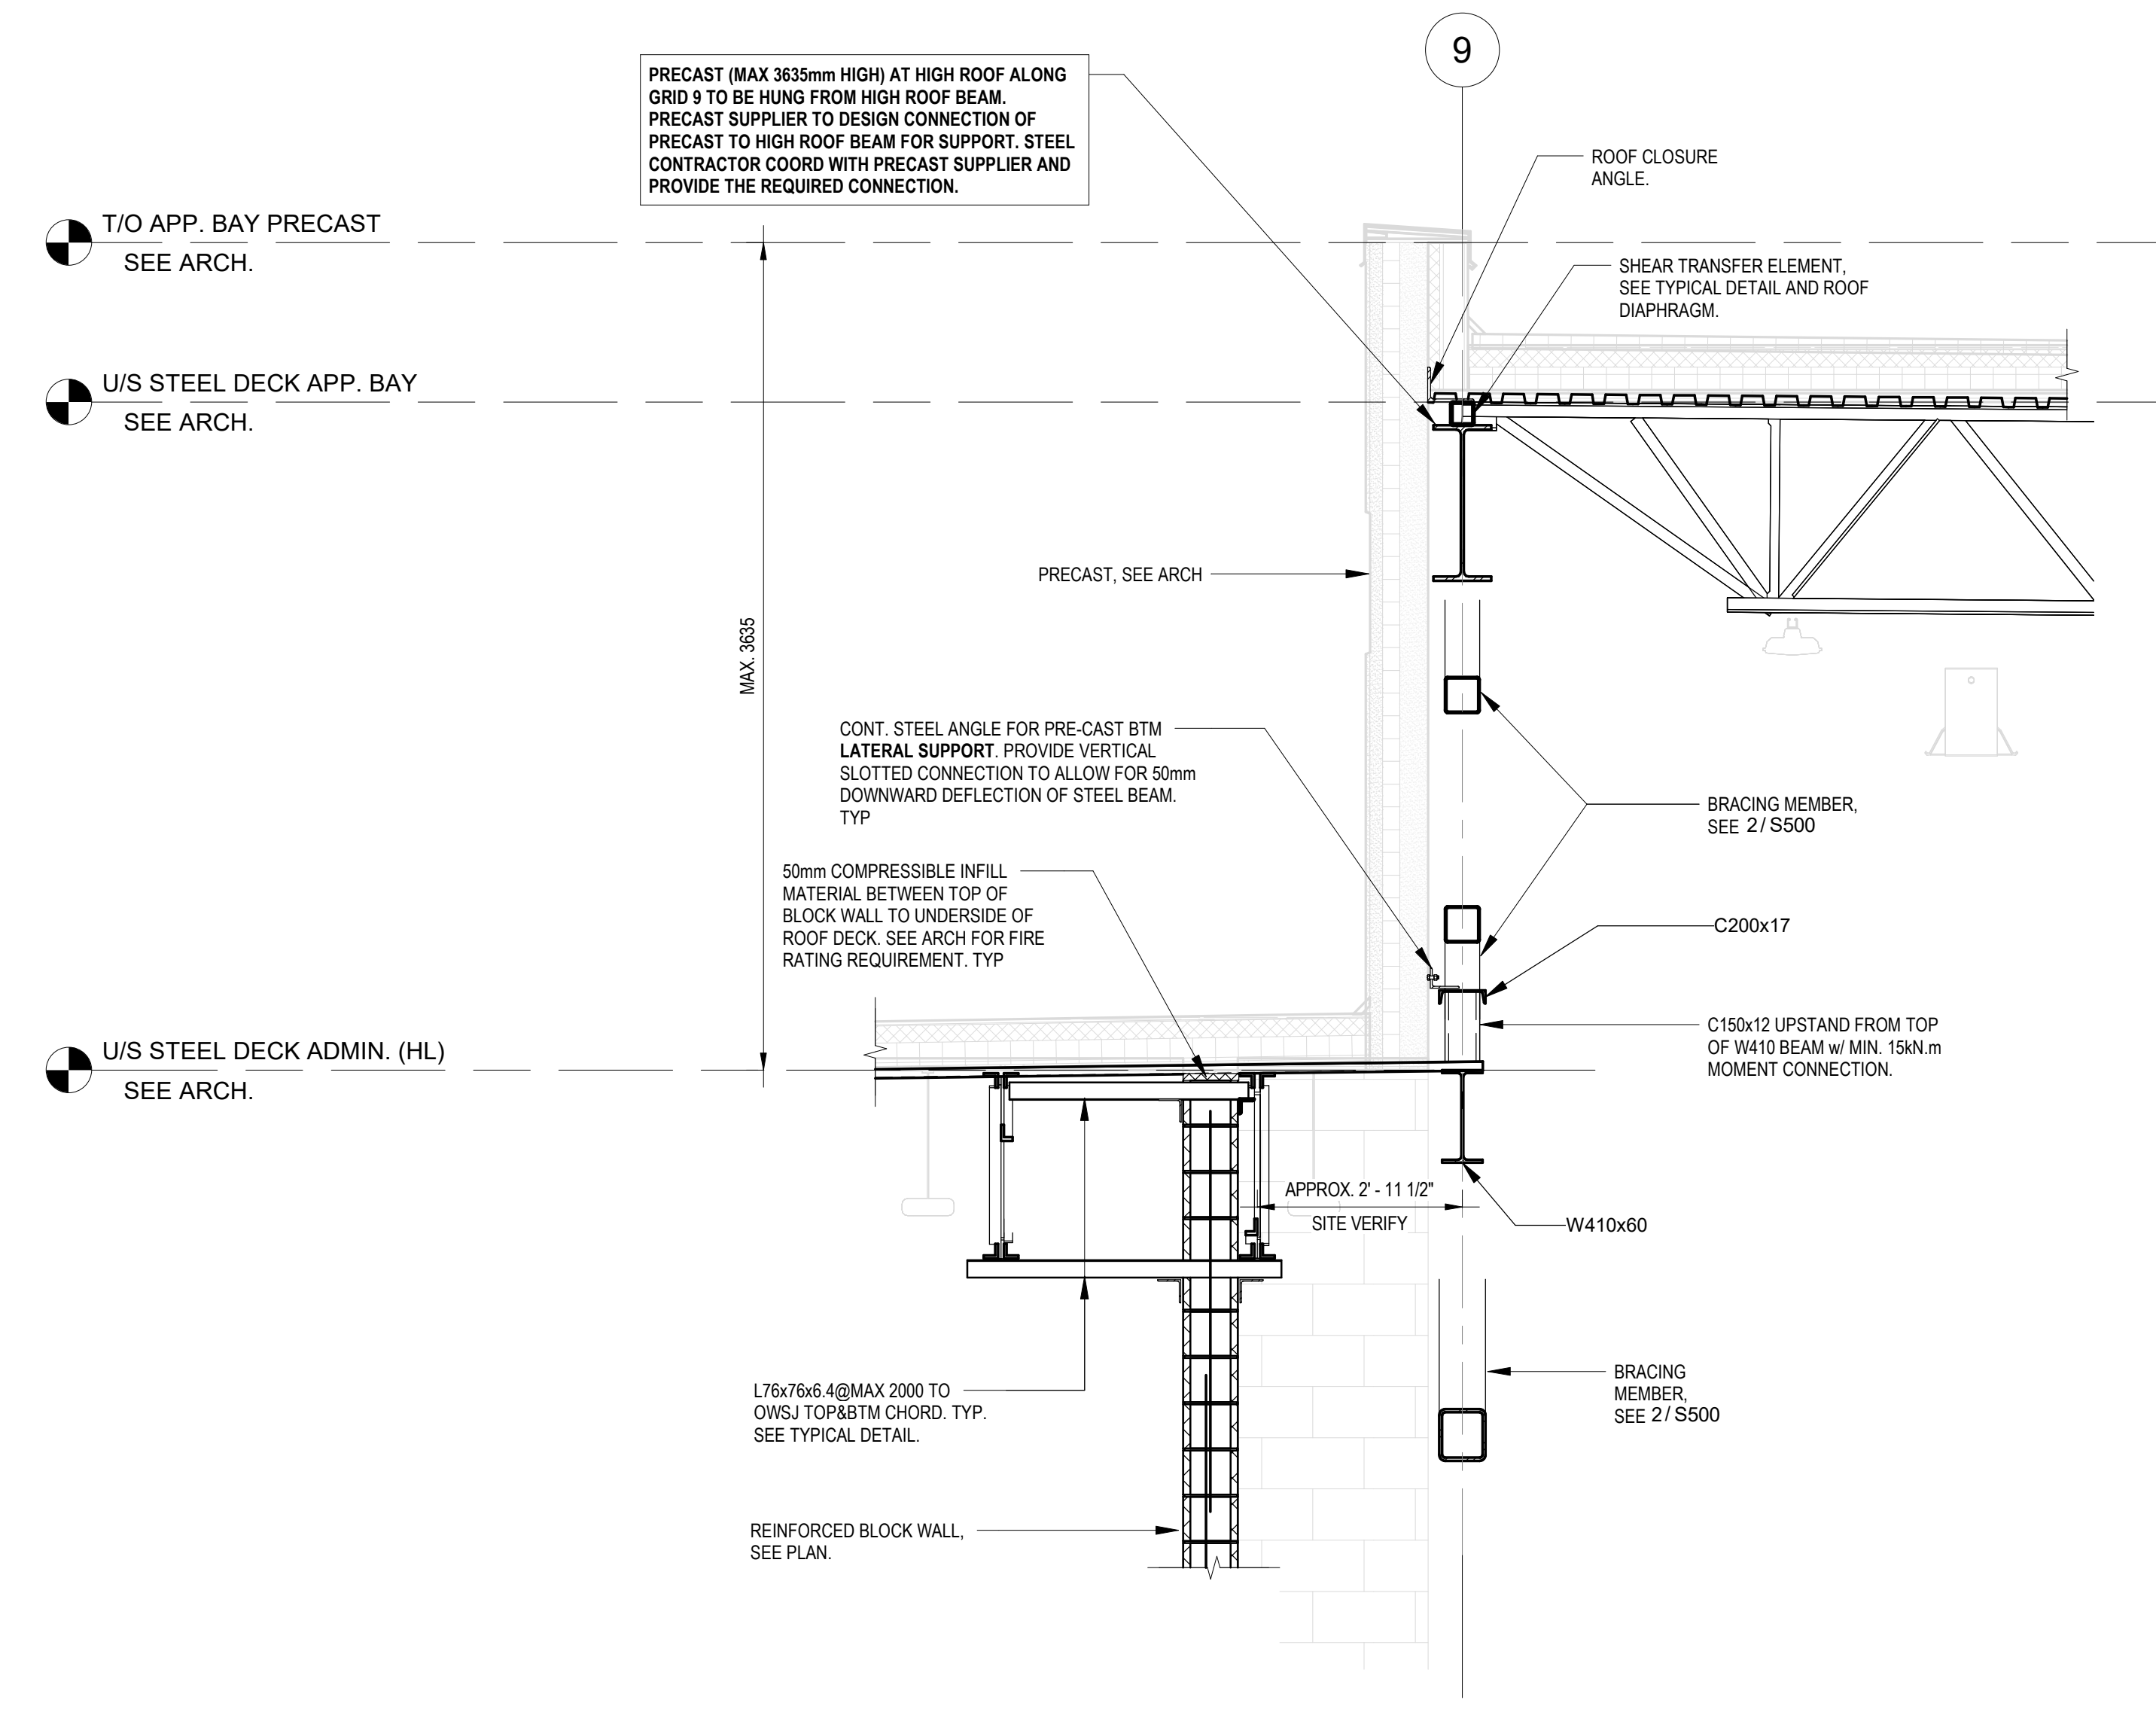 9
PRECAST (MAX 3635mm HIGH) AT HIGH ROOF ALONG
GRID 9 TO BE HUNG FROM HIGH ROOF BEAM.
PRECAST SUPPLIER TO DESIGN CONNECTION OF
PRECAST TO HIGH ROOF BEAM FOR SUPPORT. STEEL
CONTRACTOR COORD WITH PRECAST SUPPLIER AND
PROVIDE THE REQUIRED CONNECTION.
ROOF CLOSURE
ANGLE.
T/O APP. BAY PRECAST
SEE ARCH.
SHEAR TRANSFER ELEMENT,
SEE TYPICAL DETAIL AND ROOF
DIAPHRAGM.
U/S STEEL DECK APP. BAY
SEE ARCH.
PRECAST, SEE ARCH
MAX. 3635
CONT. STEEL ANGLE FOR PRE-CAST BTM
LATERAL SUPPORT. PROVIDE VERTICAL
SLOTTED CONNECTION TO ALLOW FOR 50mm
DOWNWARD DEFLECTION OF STEEL BEAM.
TYP
BRACING MEMBER,
SEE 2/S500
50mm COMPRESSIBLE INFILL
MATERIAL BETWEEN TOP OF
BLOCK WALL TO UNDERSIDE OF
ROOF DECK. SEE ARCH FOR FIRE
RATING REQUIREMENT. TYP
C200x17
C150x12 UPSTAND FROM TOP
OF W410 BEAM w/ MIN. 15kN.m
MOMENT CONNECTION.
U/S STEEL DECK ADMIN. (HL)
SEE ARCH.
APPROX. 2' - 11 1/2"
SITE VERIFY
W410x60
L76x76x6.4@MAX 2000 TO
OWSJ TOP&BTM CHORD. TYP.
SEE TYPICAL DETAIL.
BRACING
MEMBER,
SEE 2/S500
REINFORCED BLOCK WALL,
SEE PLAN.